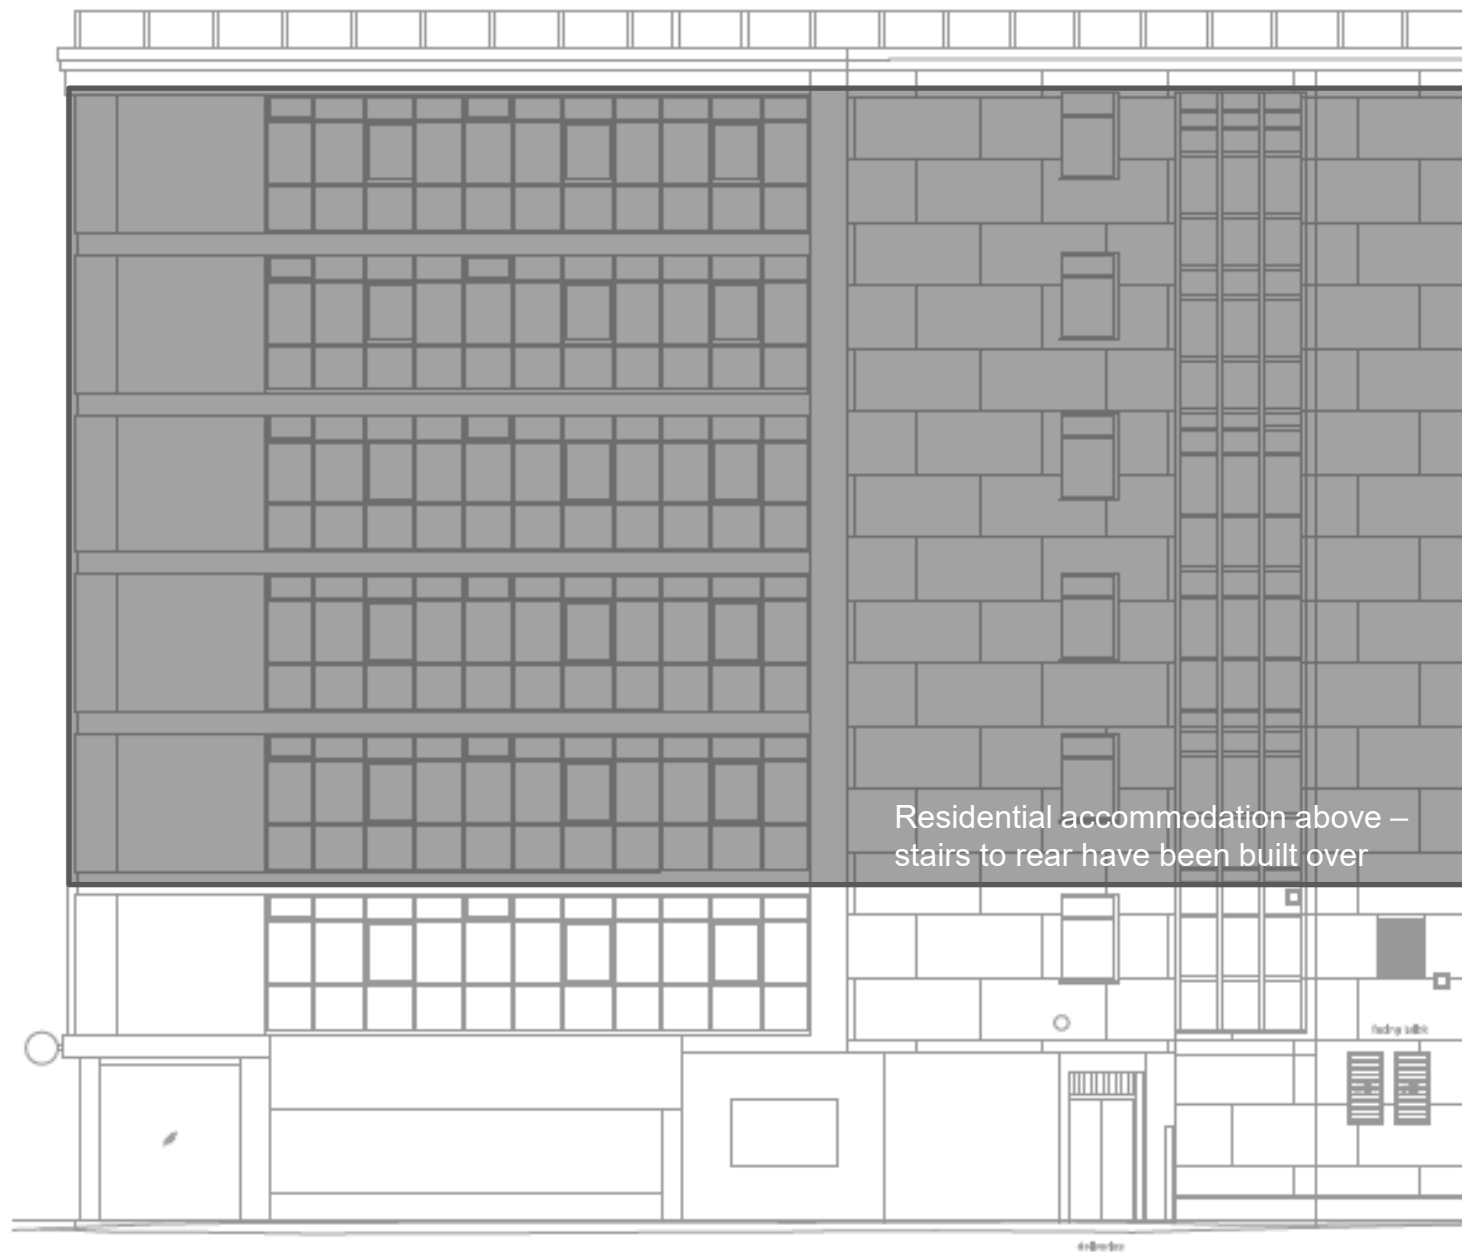 Residential accommodation above –
stairs to rear have been built over